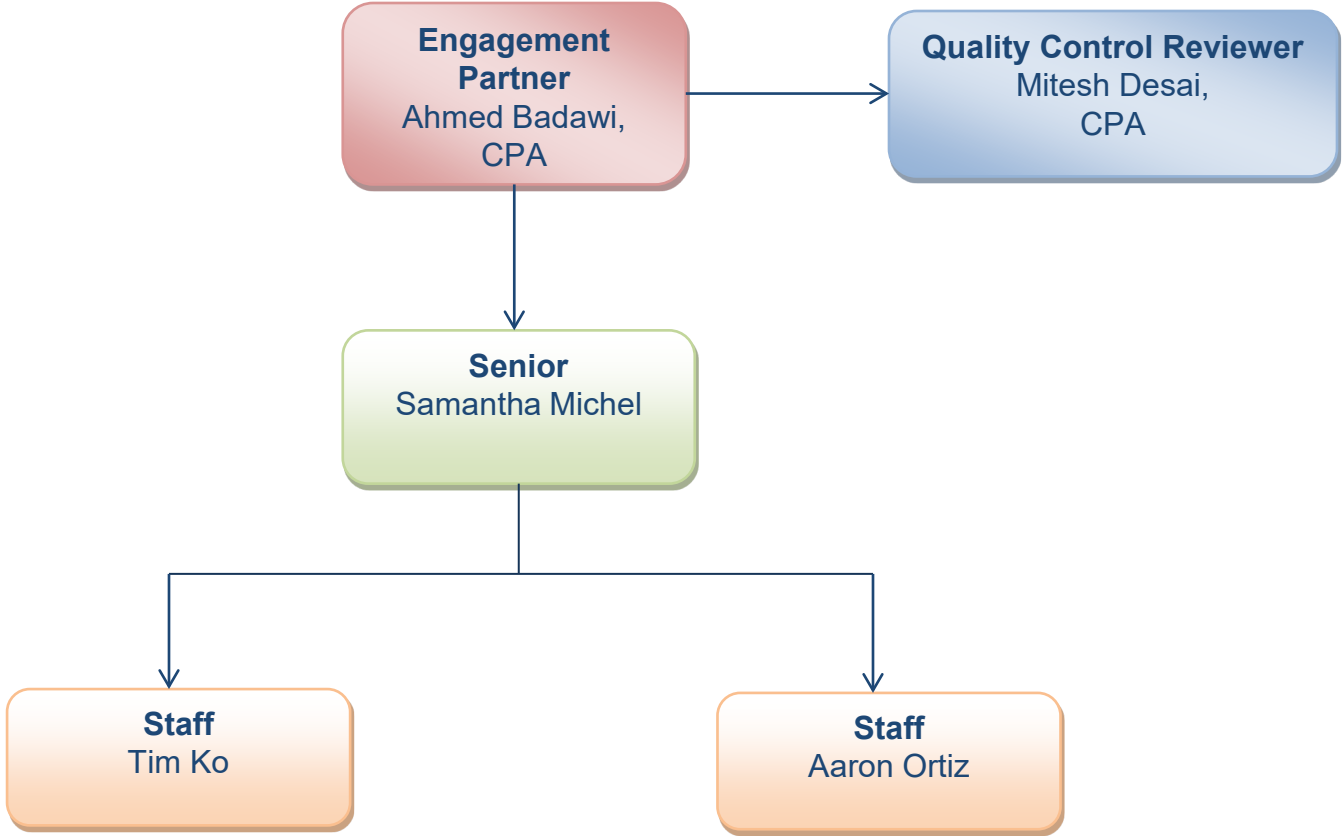 Engagement
Partner
Ahmed Badawi,
CPA
Quality Control Reviewer
Mitesh Desai,
CPA
Senior
Samantha Michel
Staff
Tim Ko
Staff
Aaron Ortiz